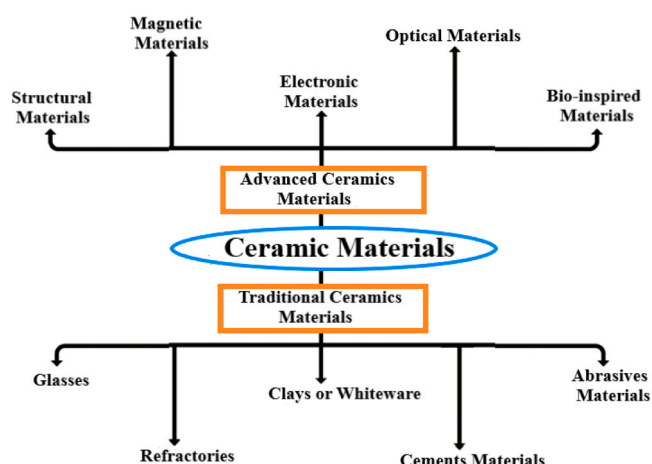 Magnetic
Materials
Optical Materials
Structural
Materials
Electronic
Materials
Bio-inspired
Materials
Advanced Ceramics
Materials
Ceramic Materials
Traditional Ceramics
Materials
Glasses
Clays or Whiteware
Abrasives
Materials
Refractories
Cements Materials